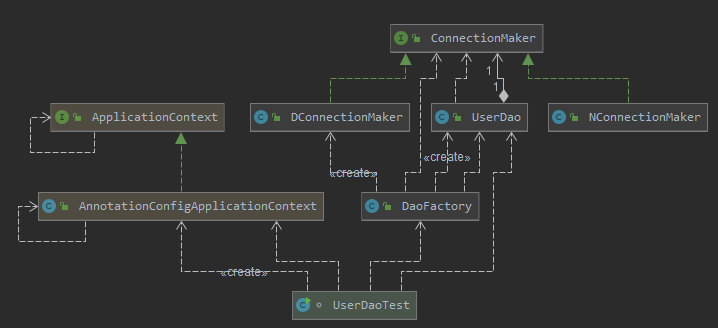 I ConnectionMaker
1
1
I ApplicationContext
C DConnectionMaker
C UserDao
C NConnectionMaker
«create»
«create»
C AnnotationConfigApplicationContext
C DaoFactory
«create»
C UserDaoTest